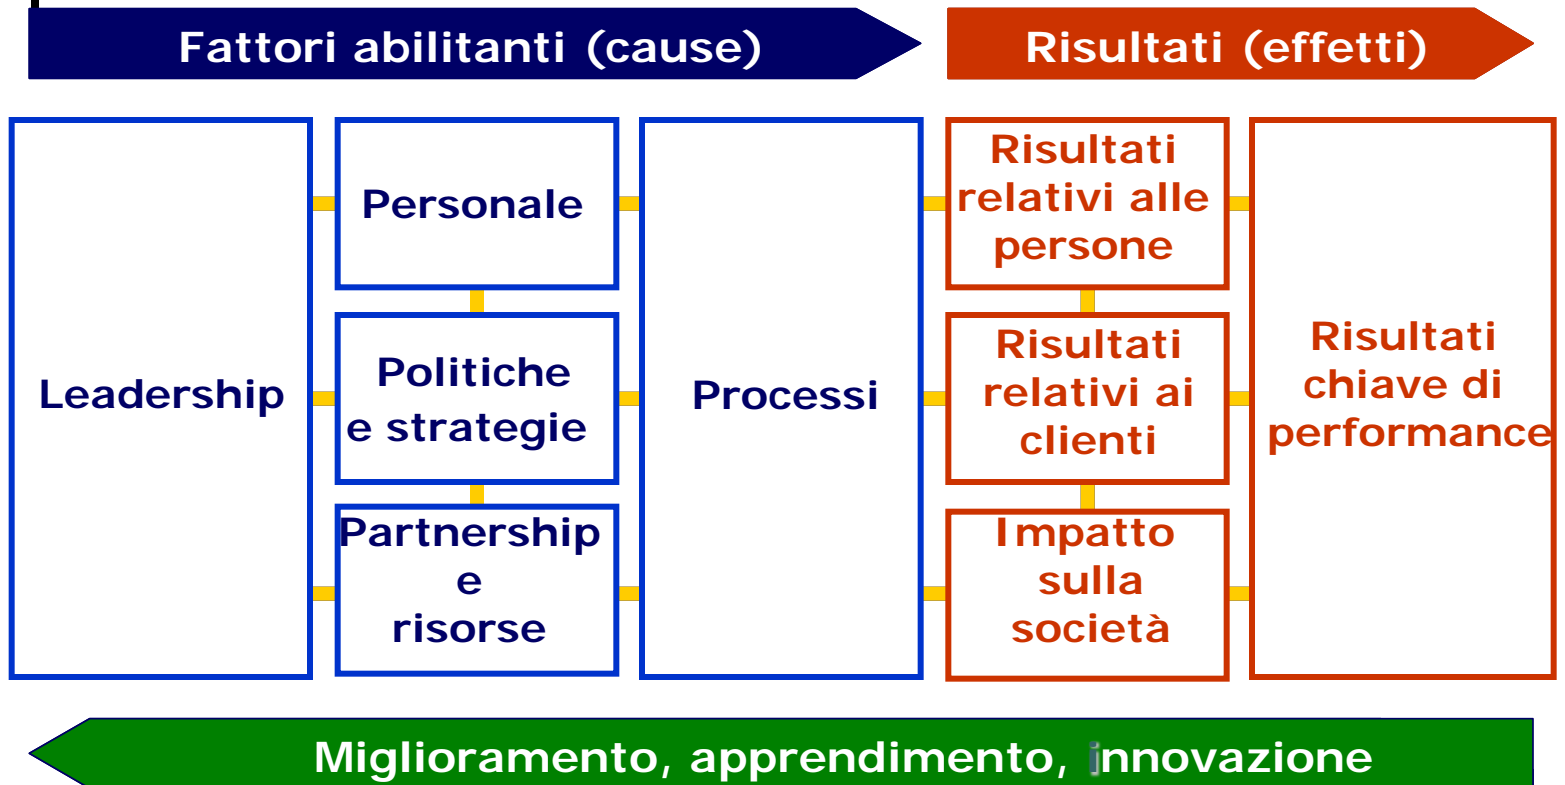 Fattori abilitanti (cause)
Risultati (effetti)
Leadership
Personale
Politiche
e strategie
Partnership
e
risorse
Processi
Risultati
relativi alle
persone
Risultati
relativi ai
clienti
Impatto
sulla
società
Risultati
chiave di
performance
Miglioramento, apprendimento, innovazione